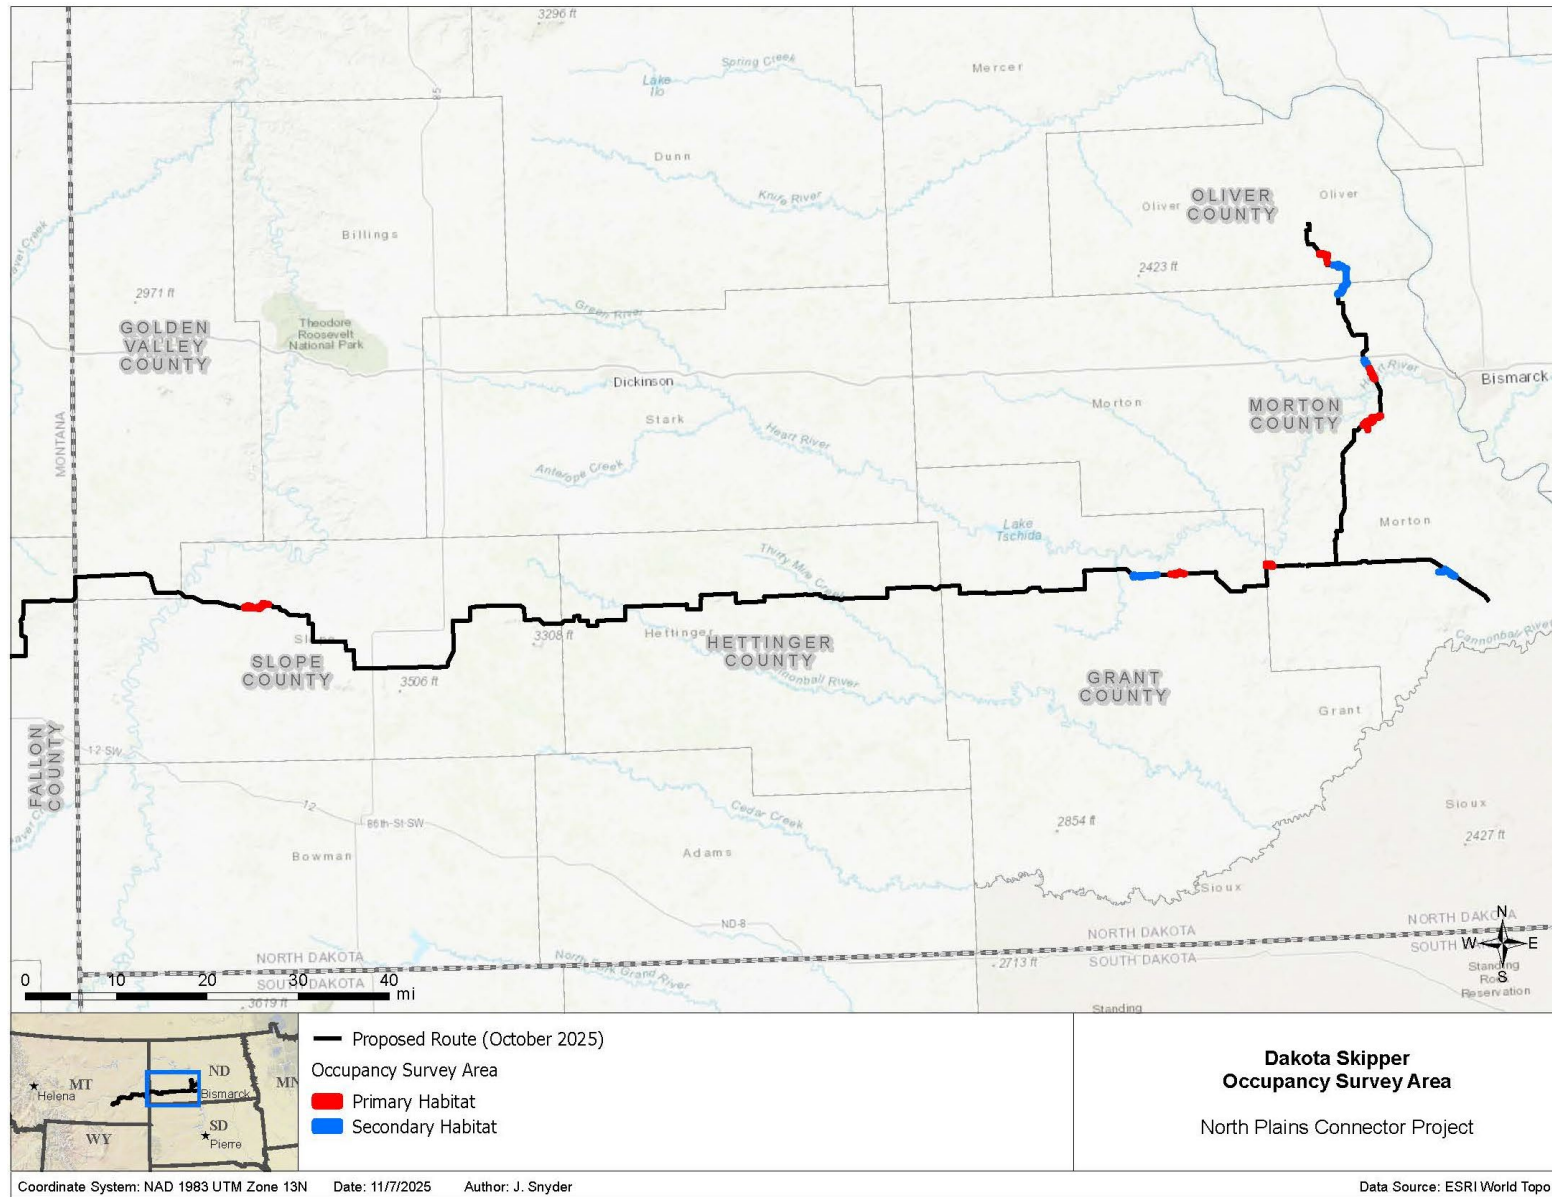 3296 ft
Spring Creek
Lake
Ilo
Mercer
85
Dunn
Knife River
OLIVER
COUNTY
Oliver
Oliver
Billings
2423 ft
2971 ft
Green River
GOLDEN
VALLEY
COUNTY
Theodore
Roosevelt
National Park
Dickinson
Heart River
Bismarck
MONTANA
Stark
Morton
MORTON
COUNTY
Heart River
Antelope Creek
Lake
Tschida
Morton
Thirty Mile Creek
Slope
3308 ft
Hettinger
HETTINGER
COUNTY
Cannonball River
SLOPE
COUNTY
3506 ft
nnonball River
GRANT
COUNTY
Grant
FALLON
COUNTY
12-SW
12
86th-St-SW
Cedar Creek
2854 ft
Sioux
2427 ft
Bowman
Adams
Sioux
ND-8
NORTH DAKOTA
SOUTH DAKOTA
North Fork Grand River
NORTH DAKOTA
SOUTH DAKOTA
2713 ft
NORTH DAKOTA
SOUTH DA
N
W
E
S
Standing
Ro
Reservation
Standing
0
10
20
30
40
mi
3619 ft
MT
Helena
ND
Bismarck
MN
WY
SD
Pierre
Proposed Route (October 2025)
Occupancy Survey Area
Primary Habitat
Secondary Habitat
Dakota Skipper
Occupancy Survey Area
North Plains Connector Project
Coordinate System: NAD 1983 UTM Zone 13N Date: 11/7/2025 Author: J. Snyder
Data Source: ESRI World Topo